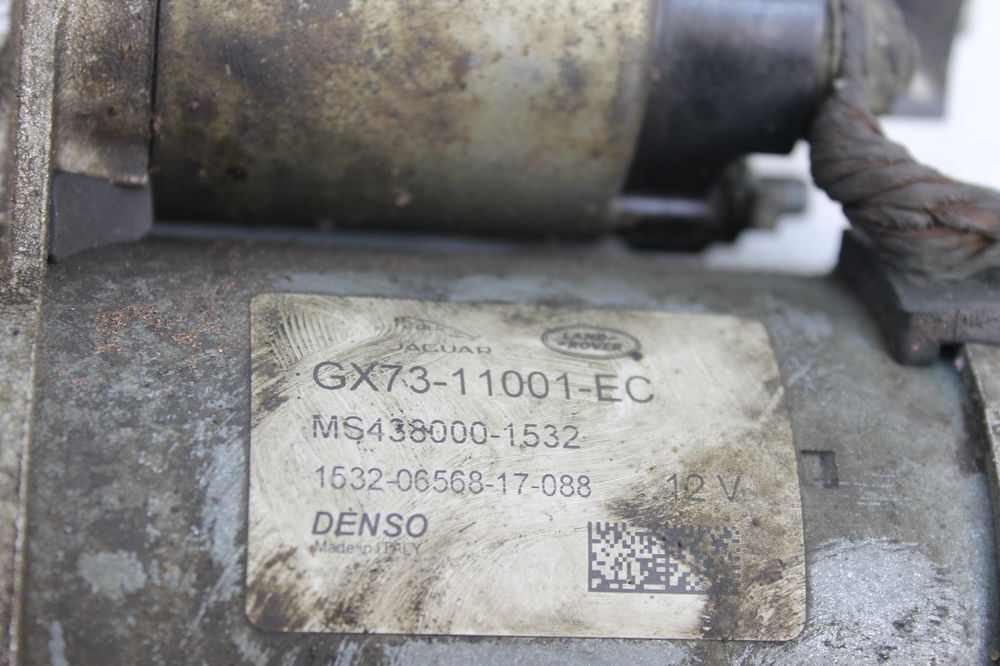 JAGUAR LAND ROVER
GX73-11001-EC
MS438000-1532
1532-06568-17-088 12 V
DENSO
Made in ITALY